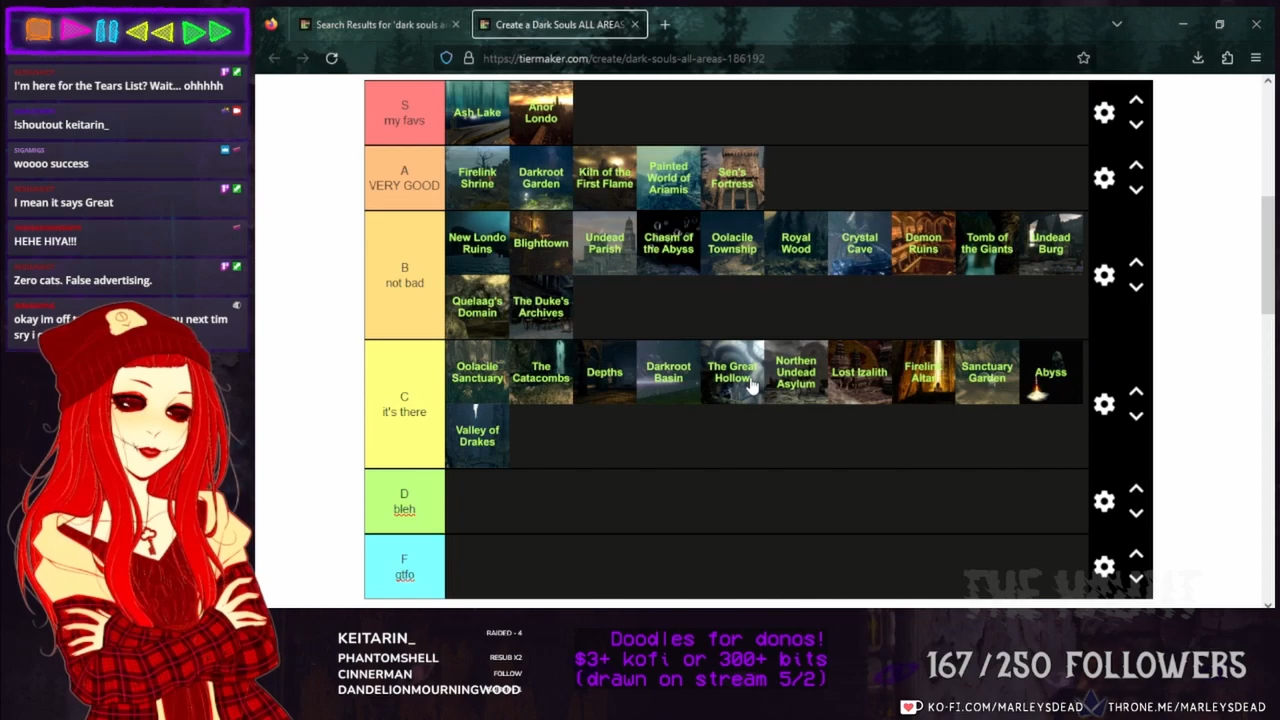 Search Results for 'dark souls a
Create a Dark Souls ALL AREAS
https://tiermaker.com/create/dark-souls-all-areas-186192
I'm here for the Tears List? Wait... ohhhhh
!shoutout keitarin_
SIGAMIGS
woooo success
I mean it says Great
HEHE HIYA!!!
Zero cats. False advertising.
okay im off t
u next tim
sry i
S
my favs
Ash Lake
Anor
Londo
A
VERY GOOD
Firelink
Shrine
Darkroot
Garden
Kiln of the
First Flame
Painted
World of
Ariamis
Sen's
Fortress
B
not bad
New Londo
Ruins
Blighttown
Undead
Parish
Chasm of
the Abyss
Oolacile
Township
Royal
Wood
Crystal
Cave
Demon
Ruins
Tomb of
the Giants
Undead
Burg
Quelaag's
Domain
The Duke's
Archives
C
it's there
Oolacile
Sanctuary
The
Catacombs
Depths
Darkroot
Basin
The Great
Hollow
Northen
Undead
Asylum
Lost Izalith
Firelink
Altar
Sanctuary
Garden
Abyss
Valley of
Drakes
D
bleh
F
gtfo
KEITARIN_ RAIDED - 4
PHANTOMSHELL RESUB X2
CINNERMAN FOLLOW
DANDELIONMOURNINGWOOD
Doodles for donos!
$3+ kofi or 300+ bits
(drawn on stream 5/2)
167/250 FOLLOWERS
KO-FI.COM/MARLEYSDEAD THRONE.ME/MARLEYSDEAD